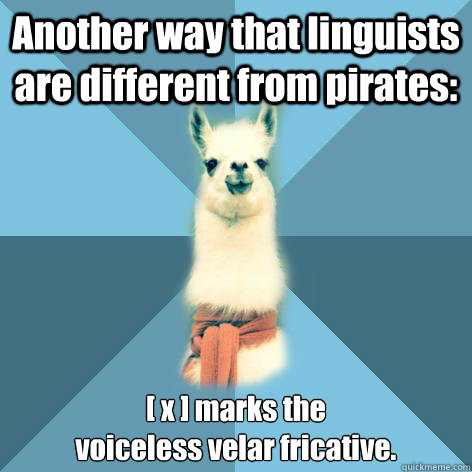 Another way that linguists
are different from pirates:
[ x ] marks the
voiceless velar fricative.
quickmeme.com